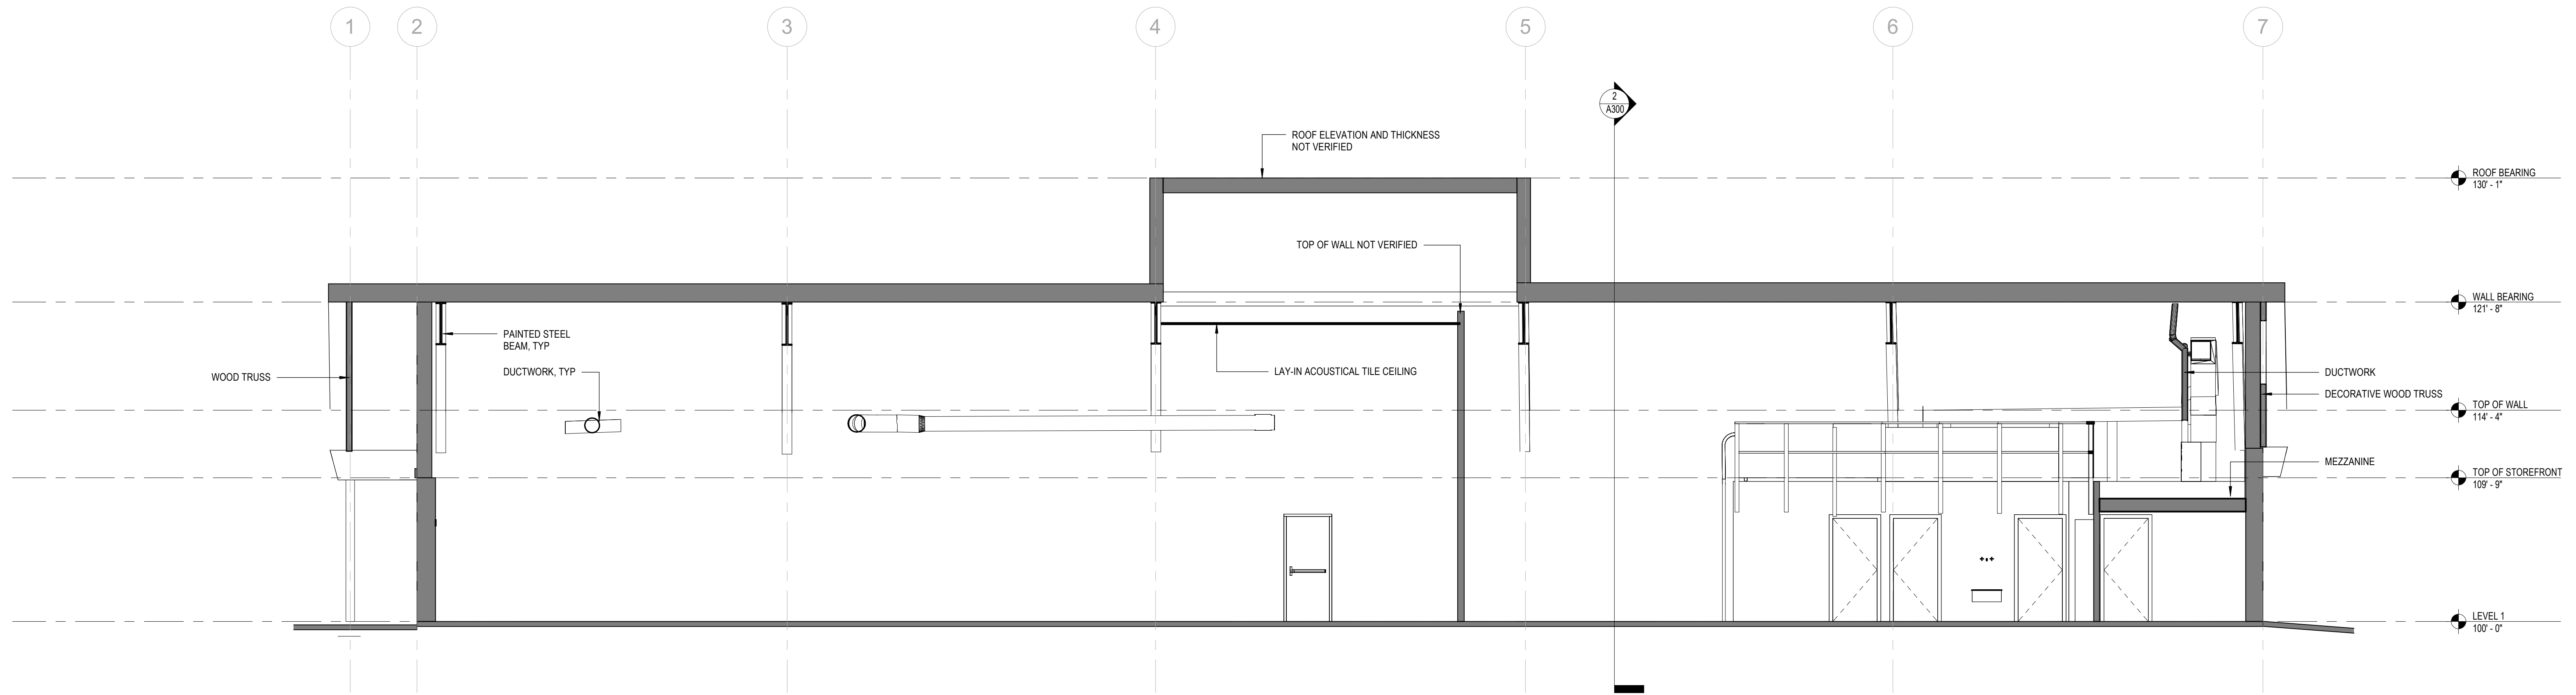 1
2
3
4
5
6
7
2
A300
ROOF ELEVATION AND THICKNESS
NOT VERIFIED
ROOF BEARING
130' - 1"
TOP OF WALL NOT VERIFIED
WALL BEARING
121' - 8"
PAINTED STEEL
BEAM, TYP
DUCTWORK, TYP
WOOD TRUSS
LAY-IN ACOUSTICAL TILE CEILING
DUCTWORK
DECORATIVE WOOD TRUSS
TOP OF WALL
114' - 4"
MEZZANINE
TOP OF STOREFRONT
109' - 9"
LEVEL 1
100' - 0"